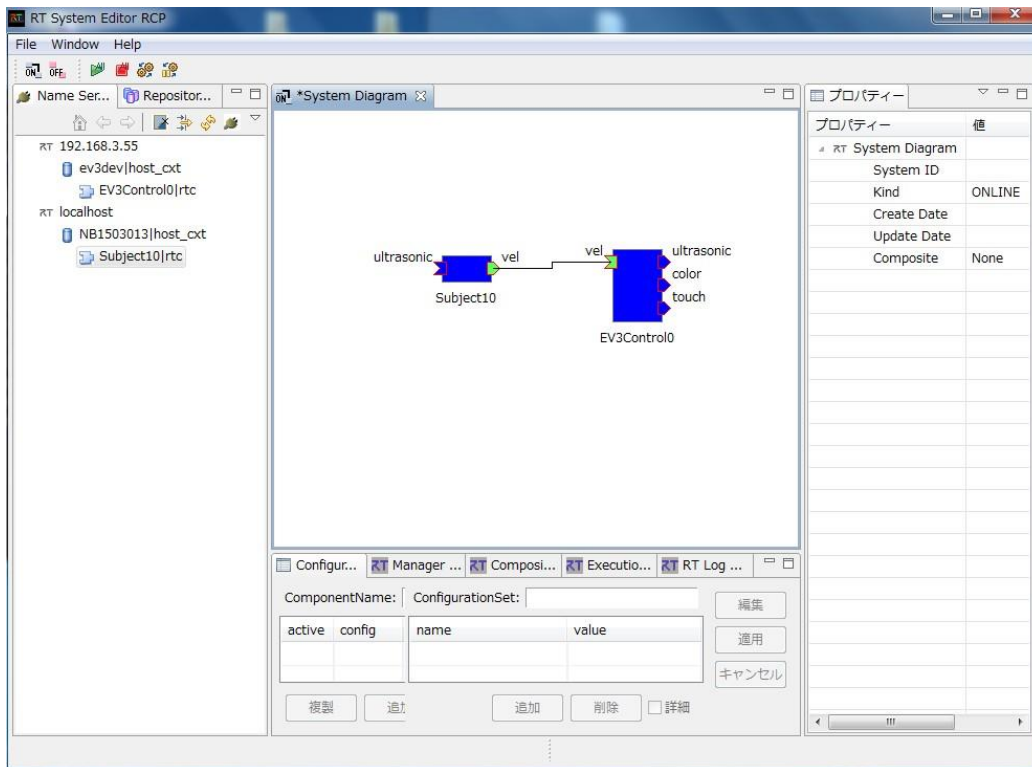 RT System Editor RCP
File Window Help
ON OFF
Name Ser... Repositor...
*System Diagram
プロパティー
RT 192.168.3.55
ev3dev|host_cxt
EV3Control0|rtc
RT localhost
NB1503013|host_cxt
Subject10|rtc
ultrasonic vel
Subject10
vel ultrasonic
color
touch
EV3Control0
プロパティー 値
RT System Diagram
System ID
Kind ONLINE
Create Date
Update Date
Composite None
Configur... RT Manager ... RT Composi... RT Executio... RT RT Log ...
ComponentName: ConfigurationSet: 編集
active config name value
適用
キャンセル
複製 追加 削除 詳細